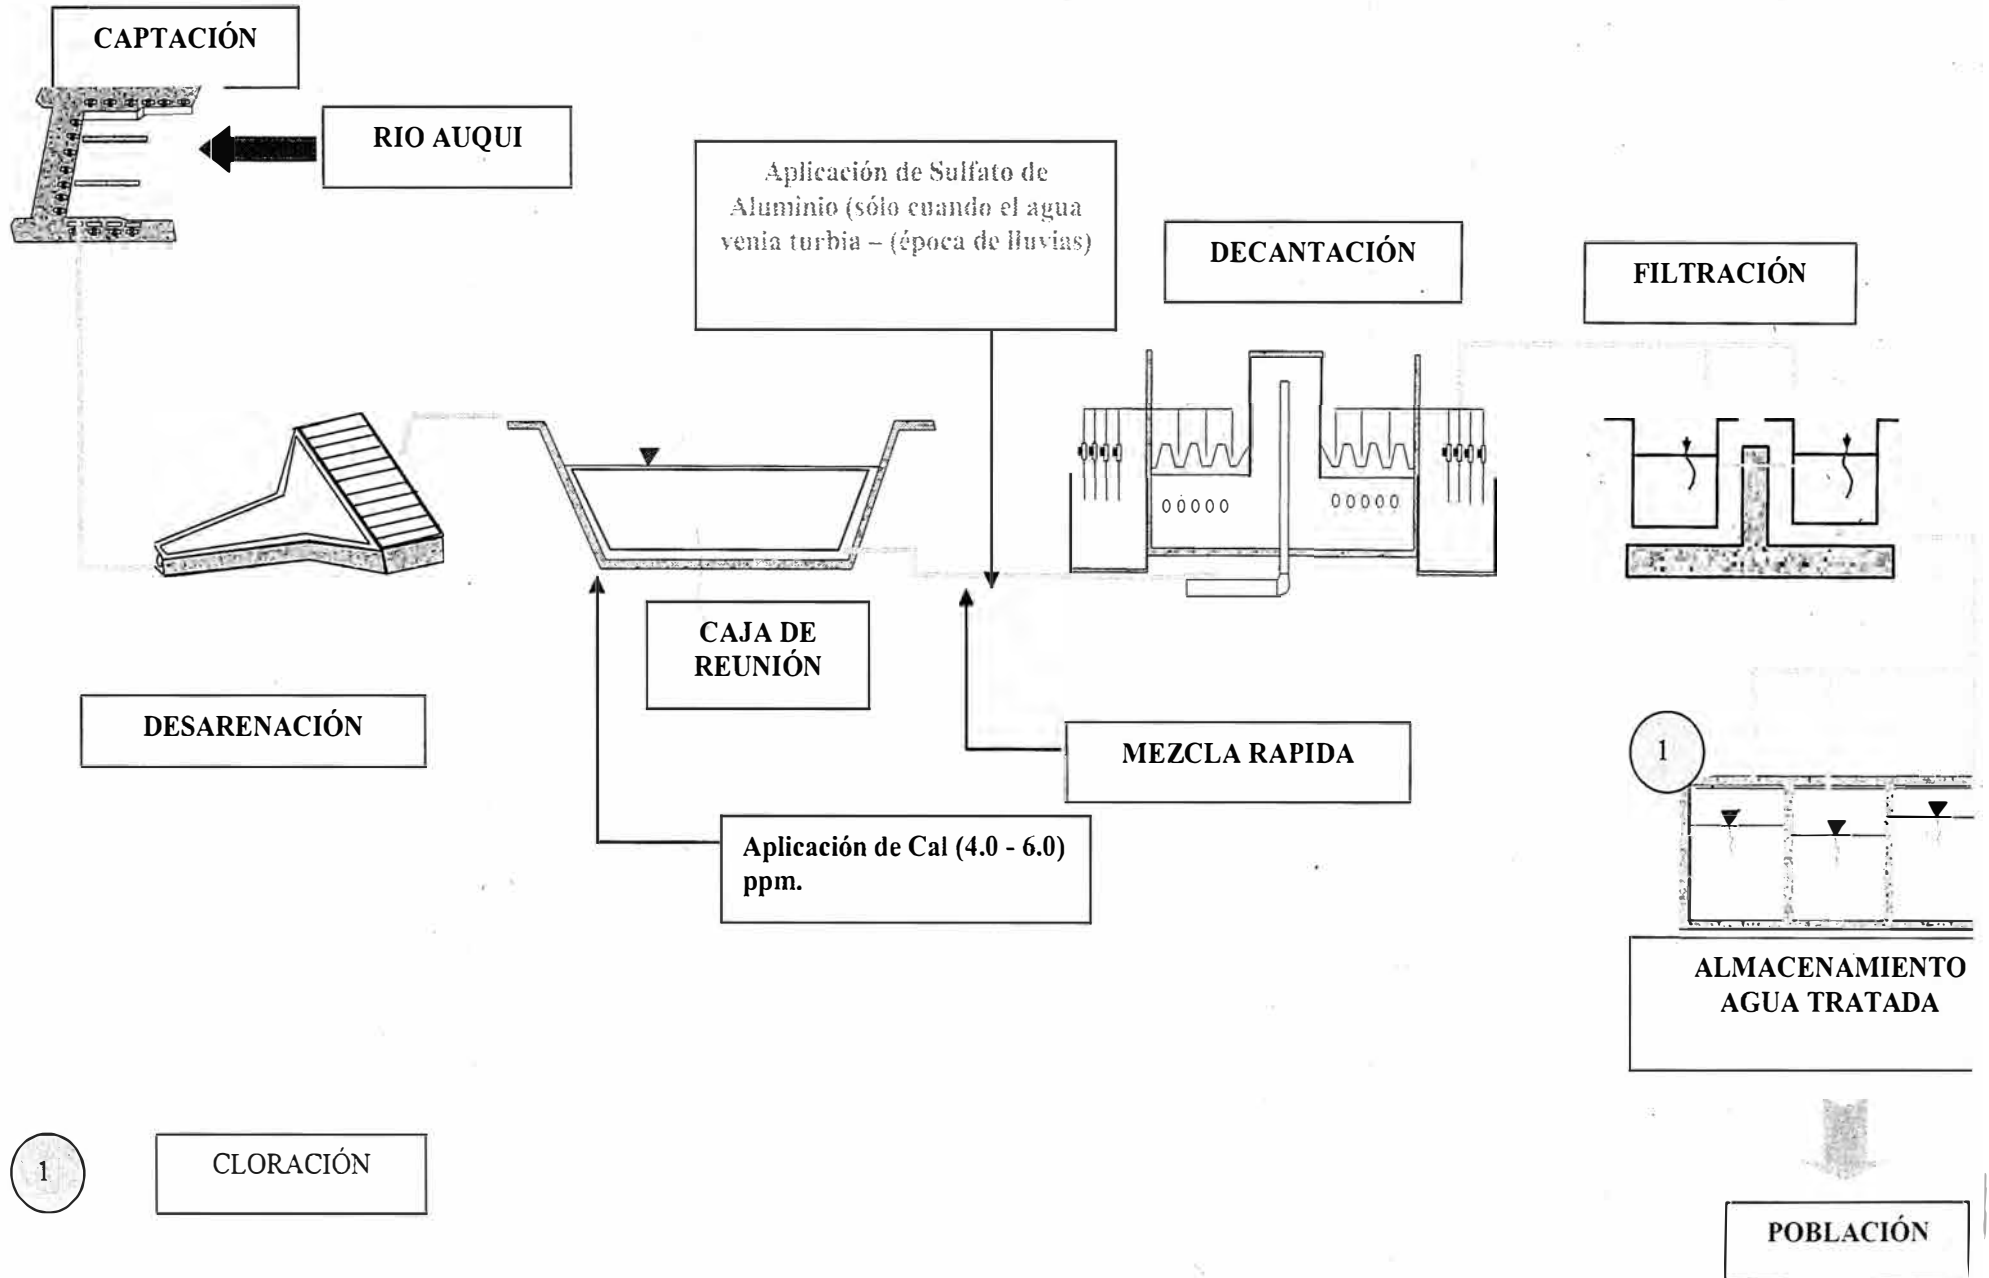 CAPTACIÓN
RIO AUQUI
Aplicación de Sulfato de
Aluminio (sólo cuando el agua
venia turbia – (época de lluvias)
DECANTACIÓN
FILTRACIÓN
00000
00000
CAJA DE
REUNIÓN
DESARENACIÓN
MEZCLA RAPIDA
1
Aplicación de Cal (4.0 - 6.0)
ppm.
ALMACENAMIENTO
AGUA TRATADA
1
CLORACIÓN
POBLACIÓN